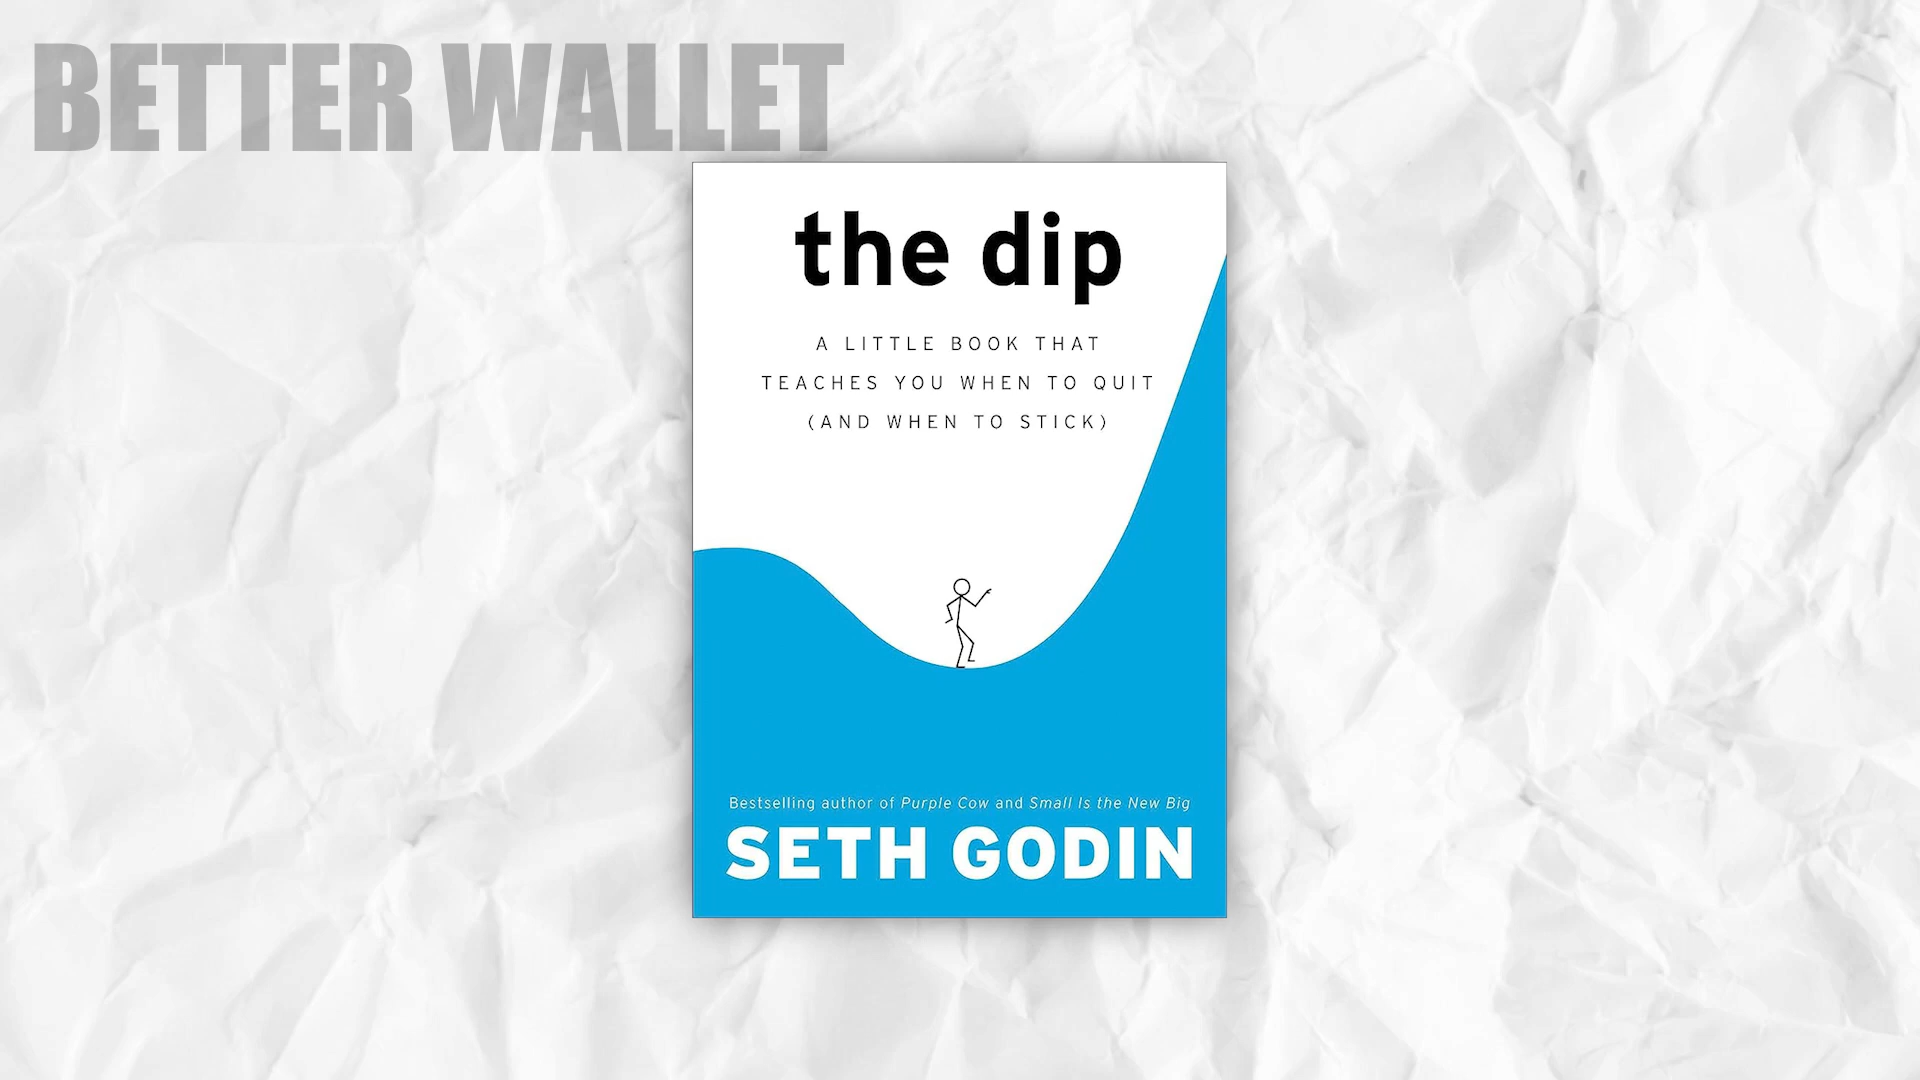 BETTER WALLET
the dip
A LITTLE BOOK THAT
TEACHES YOU WHEN TO QUIT
(AND WHEN TO STICK)
Bestselling author of Purple Cow and Small Is the New Big
SETH GODIN